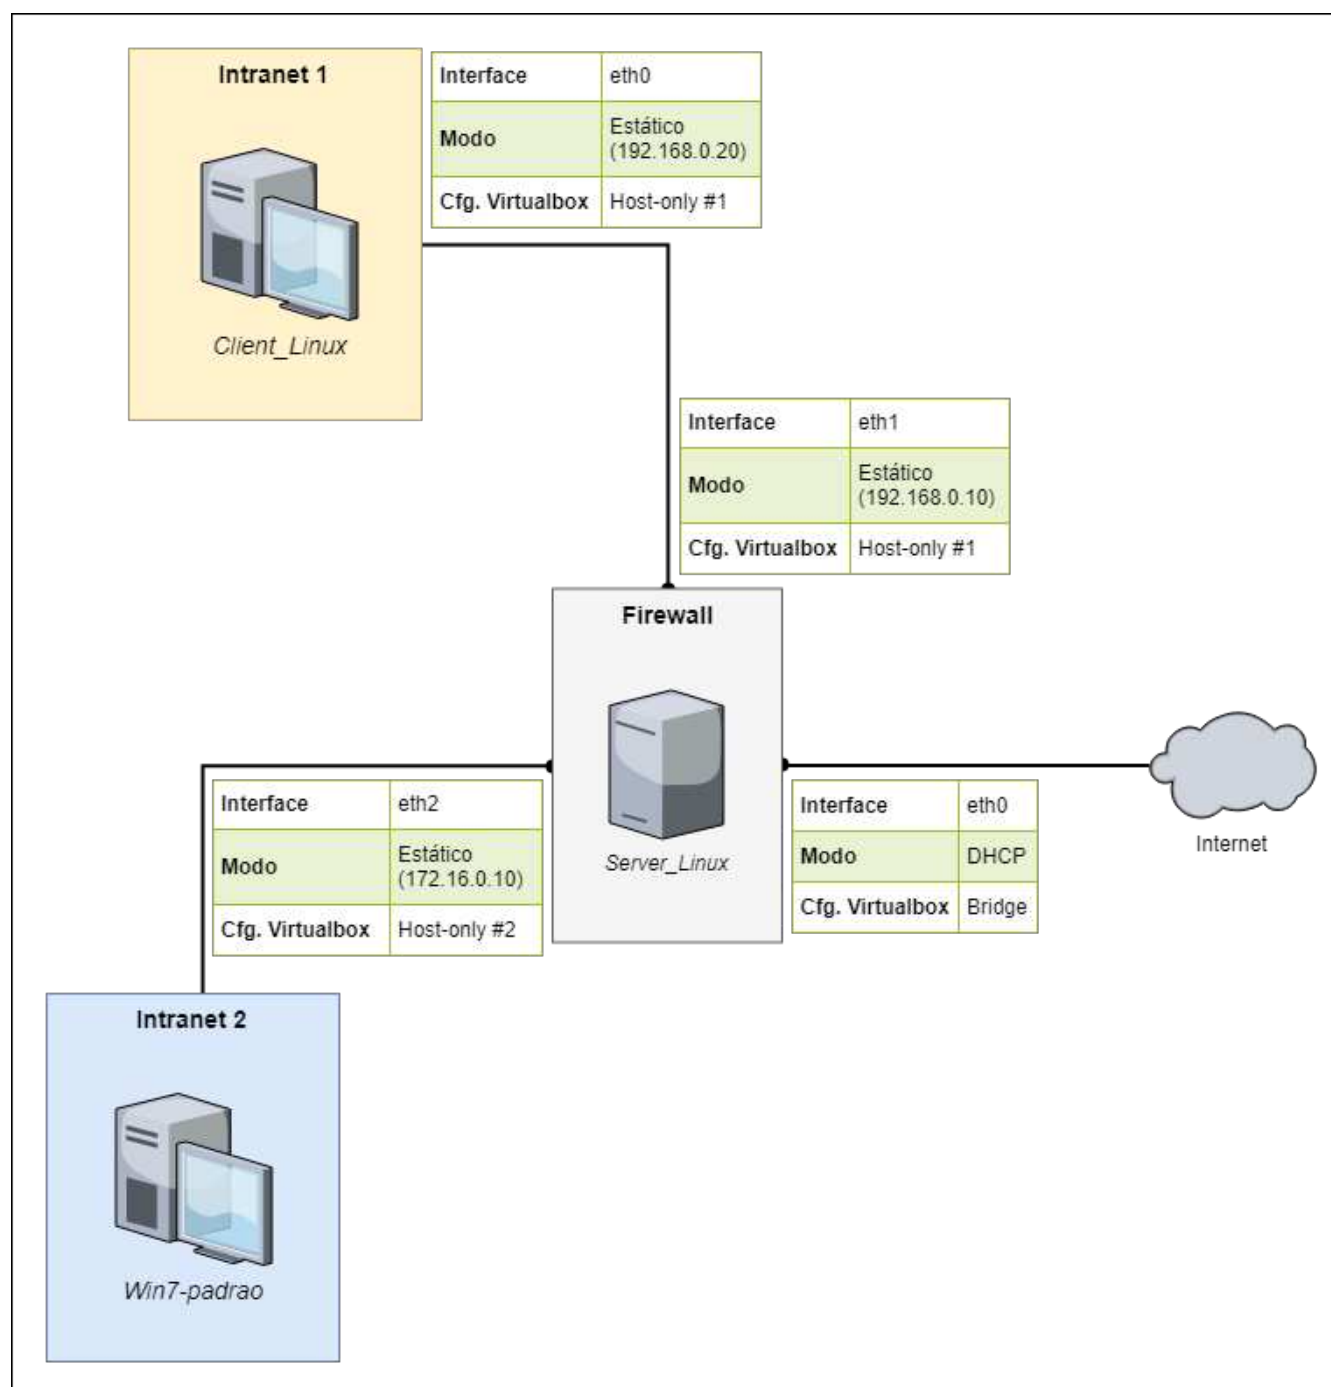 Intranet 1
Client_Linux
Interface eth0
Modo Estático
(192.168.0.20)
Cfg. Virtualbox Host-only #1
Interface eth1
Modo Estático
(192.168.0.10)
Cfg. Virtualbox Host-only #1
Firewall
Server_Linux
Interface eth2
Modo Estático
(172.16.0.10)
Cfg. Virtualbox Host-only #2
Interface eth0
Modo DHCP
Cfg. Virtualbox Bridge
Internet
Intranet 2
Win7-padrao